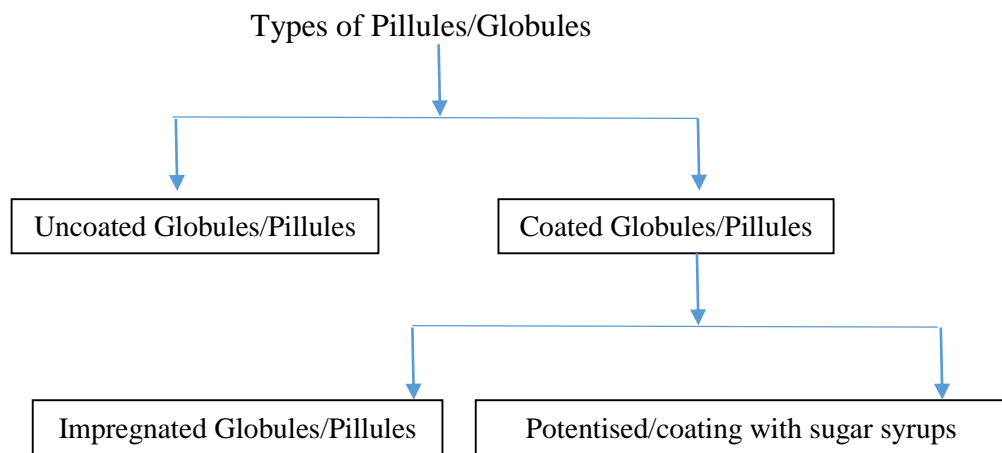 Types of Pillules/Globules
Uncoated Globules/Pillules
Coated Globules/Pillules
Impregnated Globules/Pillules
Potentised/coating with sugar syrups